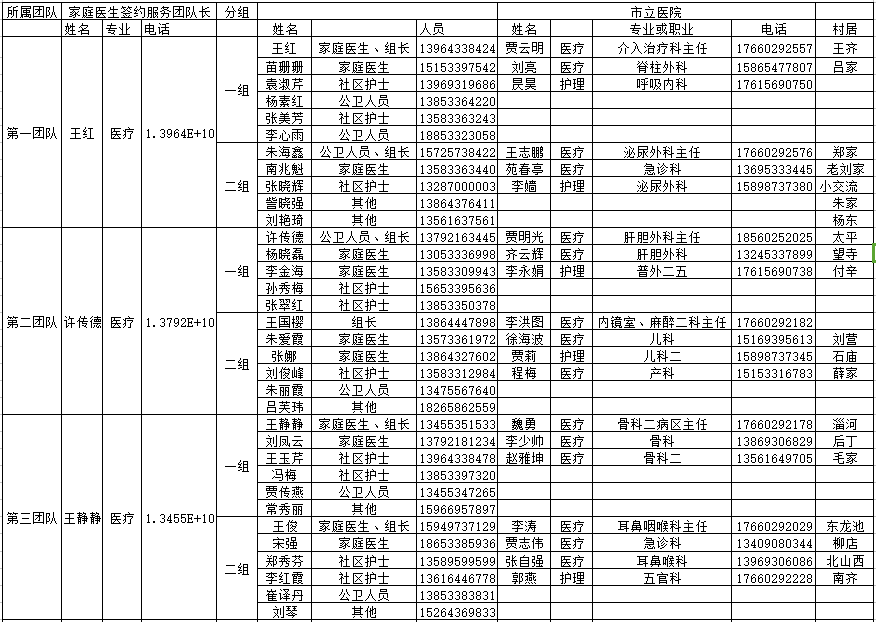 所属团队 家庭医生签约服务团队长 分组 市立医院
姓名 专业 电话 姓名 人员 姓名 专业或职业 电话 村居
王红 家庭医生、组长 13964338424 贾云明 医疗 介入治疗科主任 17660292557 王齐
苗珊珊 家庭医生 15153397542 刘亮 医疗 脊柱外科 15865477807 吕家
一组 袁淑芹 社区护士 13969319686 昃昊 护理 呼吸内科 17615690750
杨素红 公卫人员 13853364220
张美芳 社区护士 13583363243
第一团队 王红 医疗 1.3964E+10 李心雨 公卫人员 18853323058
朱海鑫 公卫人员、组长 15725738422 王志鹏 医疗 泌尿外科主任 17660292576 郑家
南兆魁 家庭医生 13583363440 苑春亭 医疗 急诊科 13695333445 老刘家
二组 张晓辉 社区护士 13287000003 李嫱 护理 泌尿外科 15898737380 小交流
訾晓强 其他 13864376411 朱家
刘艳琦 其他 13561637561 杨东
许传德 公卫人员、组长 13792163445 贾明光 医疗 肝胆外科主任 18560252025 太平
杨晓磊 家庭医生 13053336998 齐云辉 医疗 肝胆外科 13245337899 望寺
一组 李金海 家庭医生 13583309943 李永娟 护理 普外二五 17615690738 付辛
孙秀梅 社区护士 15653395636
张翠红 社区护士 13853350378
第二团队 许传德 医疗 1.3792E+10 王国樱 组长 13864447898 李洪图 医疗 内镜室、麻醉二科主任 17660292182
朱爱霞 家庭医生 13573361972 徐海波 医疗 儿科 15169395613 刘营
二组 张娜 家庭医生 13864327602 贾莉 护理 儿科二 15898737345 石庙
刘俊峰 社区护士 13583312984 程梅 医疗 产科 15153316783 薛家
朱丽霞 公卫人员 13475567640
吕芙玮 其他 18265862559
王静静 家庭医生、组长 13455351533 魏勇 医疗 骨科二病区主任 17660292178 淄河
刘凤云 家庭医生 13792181234 李少帅 医疗 骨科 13869306829 后丁
一组 王玉芹 社区护士 13964338478 赵雅坤 医疗 骨科二 13561649705 毛家
冯梅 社区护士 13853397320
贾传燕 公卫人员 13455347265
常秀丽 其他 15966957897
第三团队 王静静 医疗 1.3455E+10 王俊 家庭医生、组长 15949737129 李涛 医疗 耳鼻咽喉科主任 17660292029 东龙池
宋强 家庭医生 18653385936 贾志伟 医疗 急诊科 13409080344 柳店
二组 郑秀芬 社区护士 13589599599 张自强 医疗 耳鼻喉科 13969306086 北山西
李红霞 社区护士 13616446778 郭燕 护理 五官科 17660292228 南齐
崔译丹 公卫人员 13853383831
刘琴 其他 15264369833